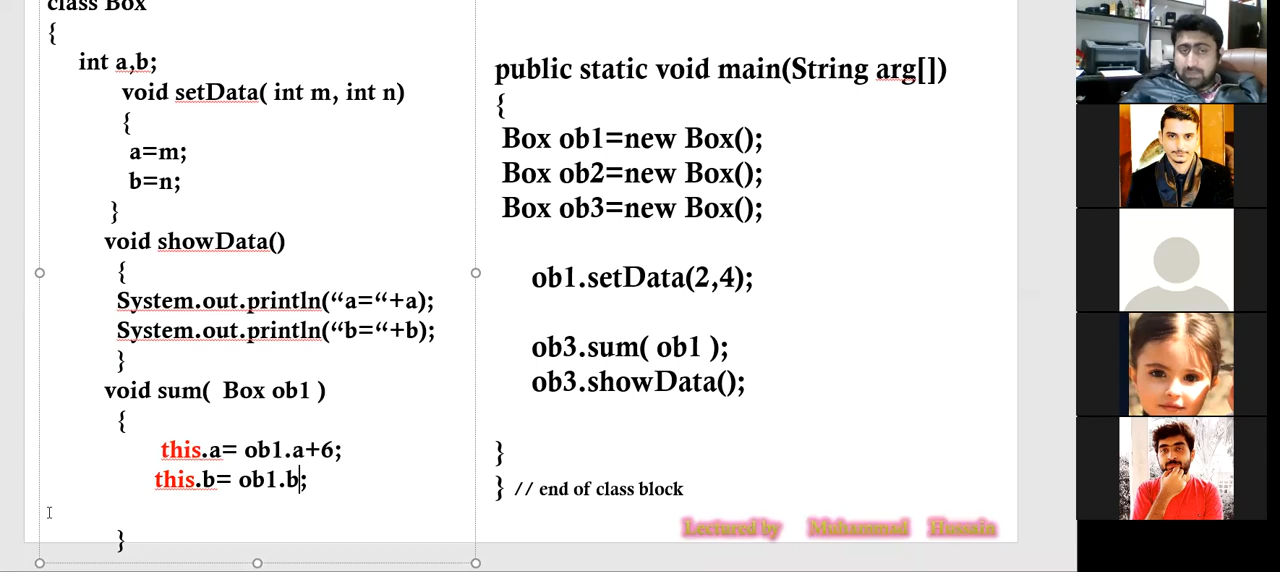 class Box
{
int a,b;
void setData( int m, int n)
{
a=m;
b=n;
}
void showData()
{
System.out.println(“a=“+a);
System.out.println(“b=“+b);
}
void sum( Box ob1 )
{
this.a= ob1.a+6;
this.b= ob1.b;
}
public static void main(String arg[])
{
Box ob1=new Box();
Box ob2=new Box();
Box ob3=new Box();
ob1.setData(2,4);
ob3.sum( ob1 );
ob3.showData();
}
} // end of class block
Lectured by Muhammad Hussain